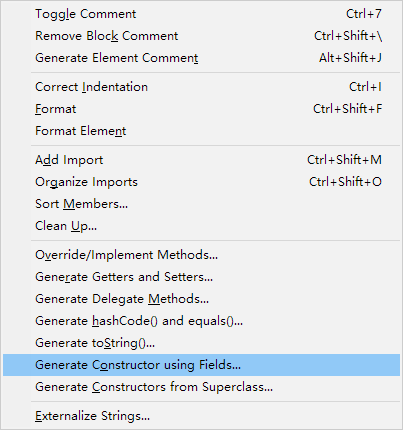 Toggle Comment Ctrl+7
Remove Block Comment Ctrl+Shift+\
Generate Element Comment Alt+Shift+J
Correct Indentation Ctrl+I
Format Ctrl+Shift+F
Format Element
Add Import Ctrl+Shift+M
Organize Imports Ctrl+Shift+O
Sort Members...
Clean Up...
Override/Implement Methods...
Generate Getters and Setters...
Generate Delegate Methods...
Generate hashCode() and equals()...
Generate toString()...
Generate Constructor using Fields...
Generate Constructors from Superclass...
Externalize Strings...